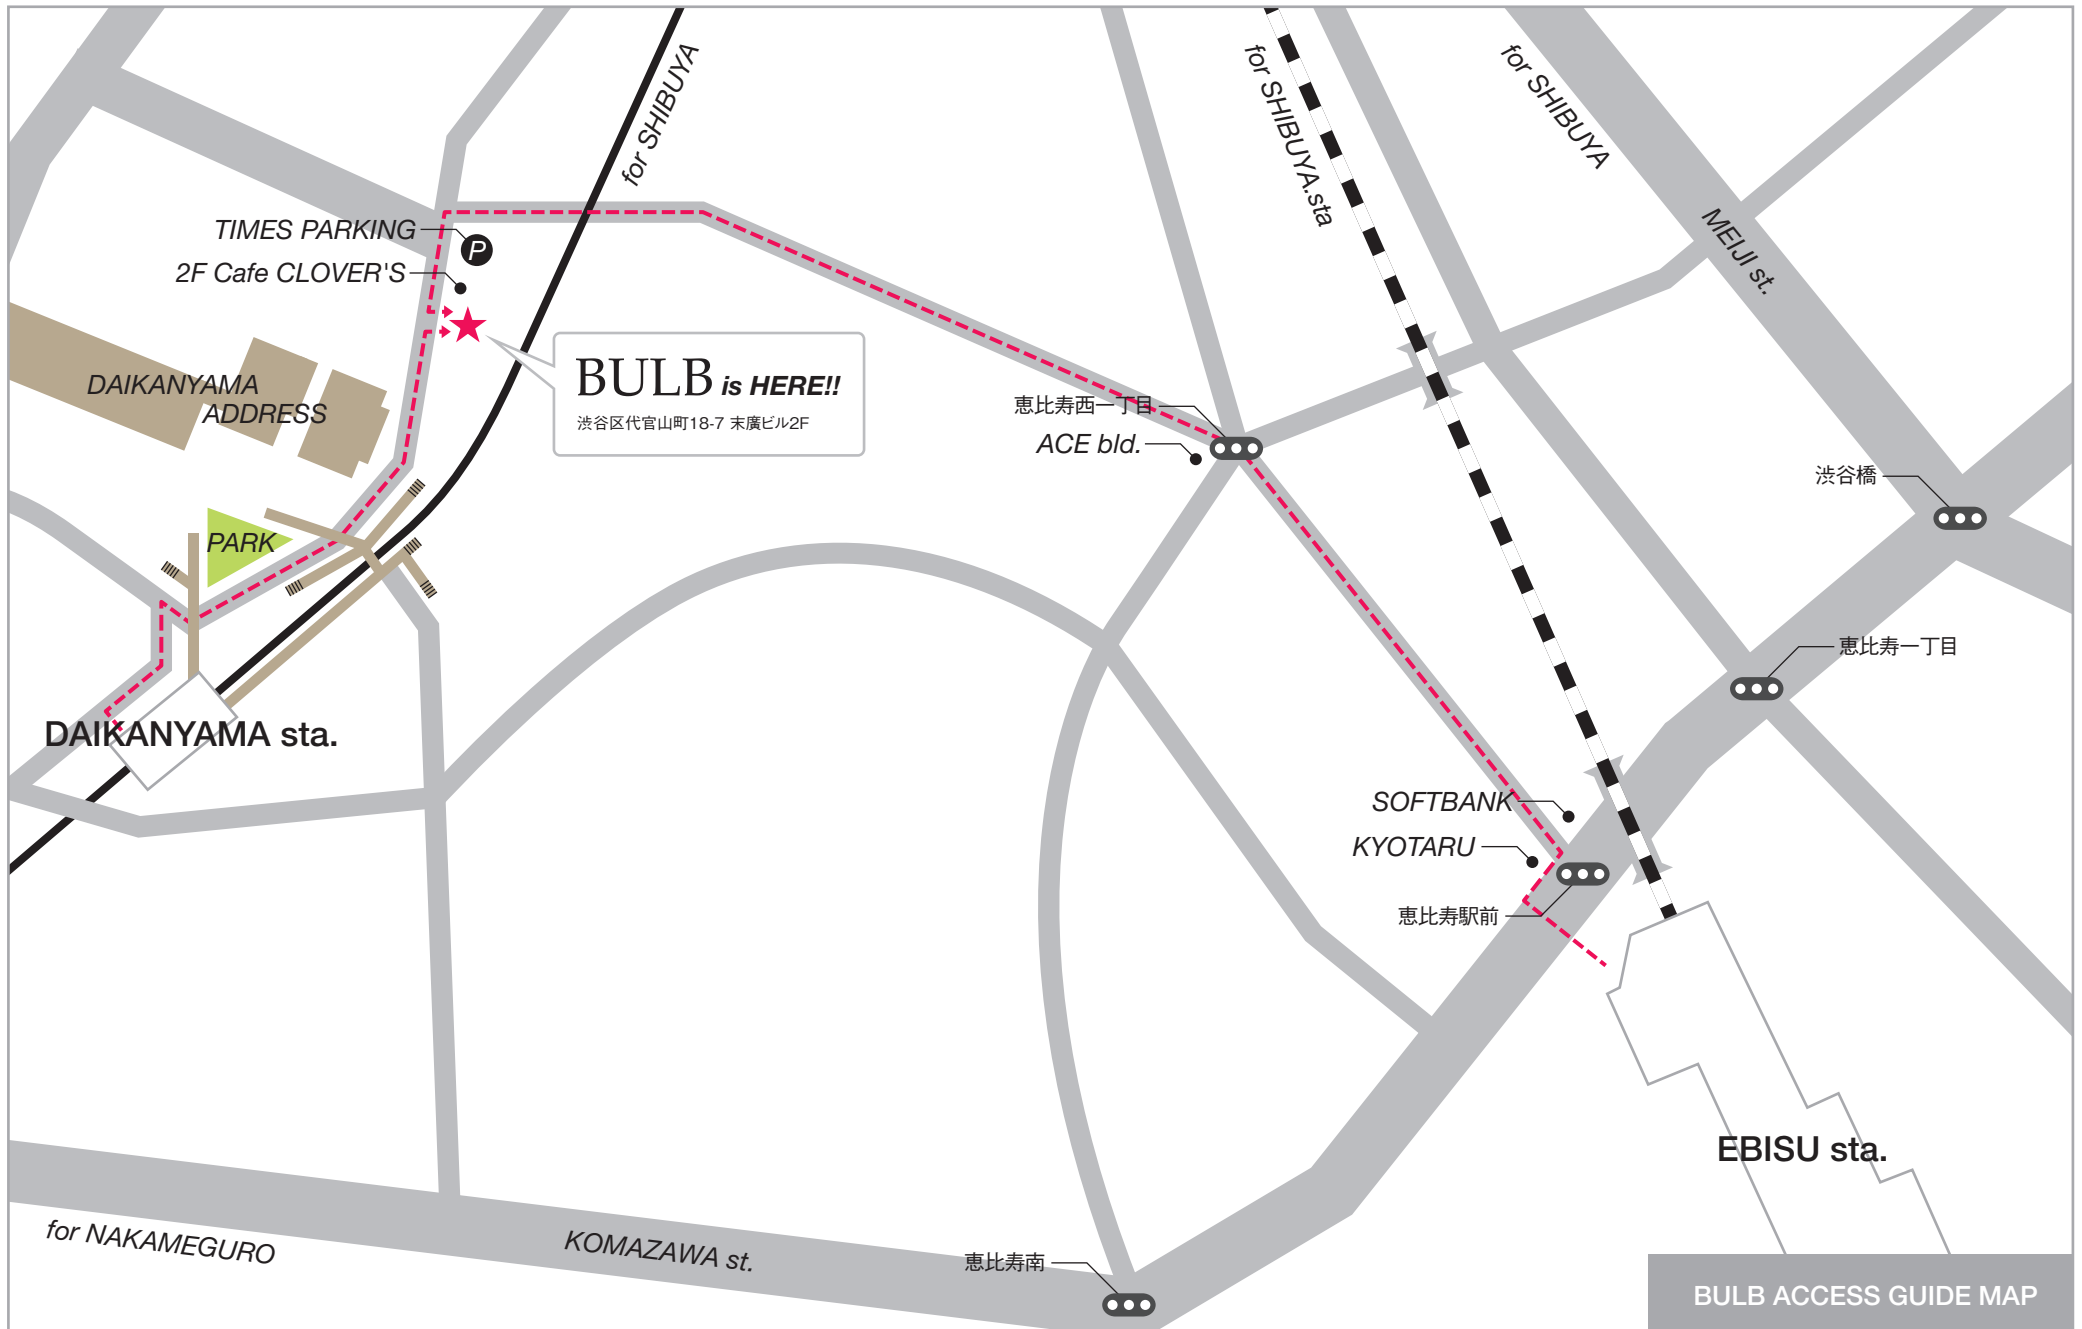 for SHIBUYA
for SHIBUYA.sta
for SHIBUYA
MEIJI st.
TIMES PARKING
P
2F Cafe CLOVER'S
BULB is HERE!!
渋谷区代官山町18-7 末廣ビル2F
DAIKANYAMA
ADDRESS
恵比寿西一丁目
ACE bld.
渋谷橋
PARK
恵比寿一丁目
DAIKANYAMA sta.
SOFTBANK
KYOTARU
恵比寿駅前
EBISU sta.
for NAKAMEGURO
KOMAZAWA st.
恵比寿南
BULB ACCESS GUIDE MAP